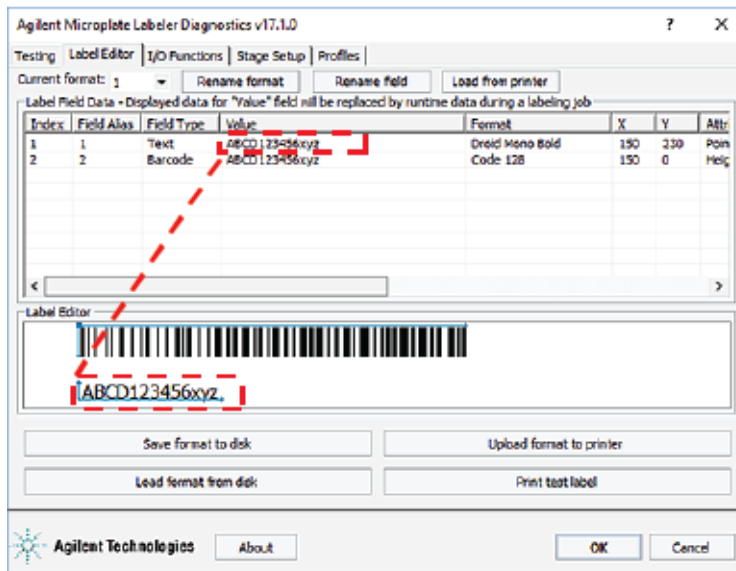 Agilent Microplate Labeler Diagnostics v17.1.0 ? X
Testing Label Editor I/O Functions Stage Setup Profiles
Current format: 1 Rename format Rename field Load from printer
Label Field Data - Displayed data for "Value" field will be replaced by runtime data during a labeling job
Index Field Alias Field Type Value Format X Y Attri
1 1 Text ABCD123456xyz Droid Mono Bold 150 230 Poin
2 2 Barcode ABCD123456xyz Code 128 150 0 Heig
Label Editor
ABCD123456xyz
Save format to disk Upload format to printer
Load format from disk Print test label
Agilent Technologies About OK Cancel